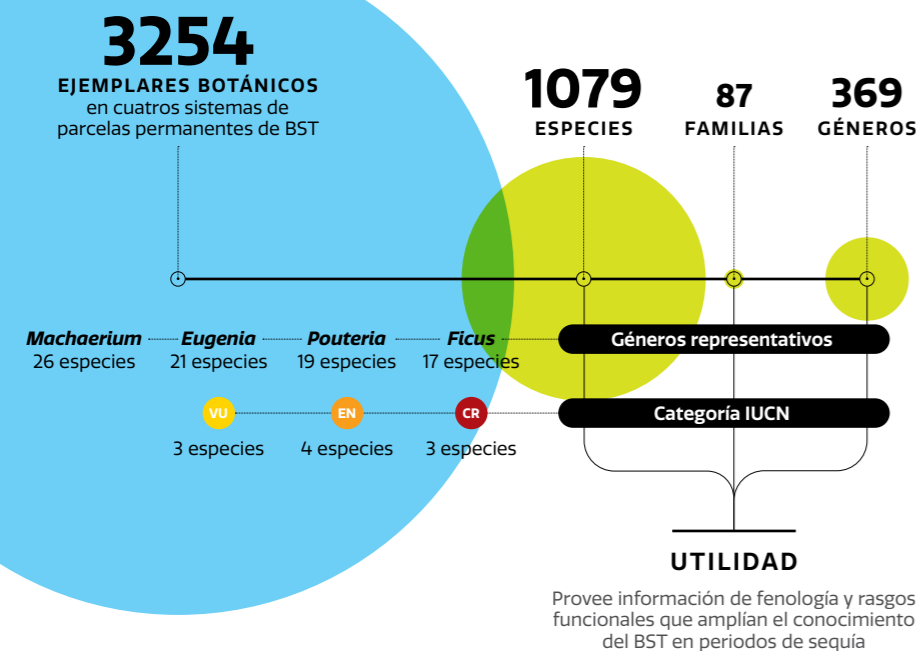 3254
EJEMPLARES BOTÁNICOS
en cuatros sistemas de
parcelas permanentes de BST
1079
ESPECIES
87
FAMILIAS
369
GÉNEROS
Machaerium
26 especies
Eugenia
21 especies
Pouteria
19 especies
Ficus
17 especies
Géneros representativos
VU
3 especies
EN
4 especies
CR
3 especies
Categoría IUCN
UTILIDAD
Provee información de fenología y rasgos
funcionales que amplían el conocimiento
del BST en periodos de sequía